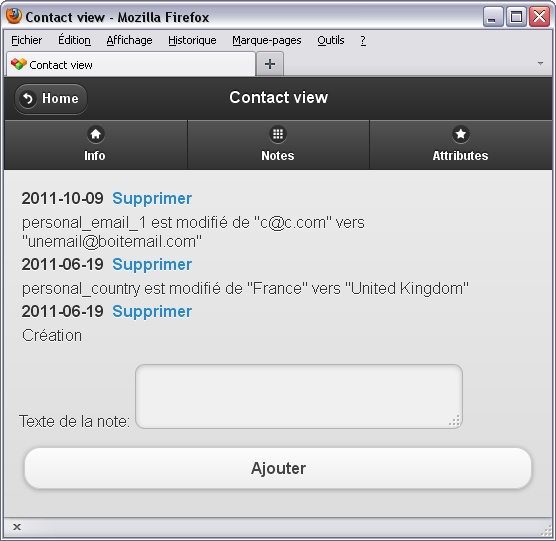 Contact view - Mozilla Firefox
Fichier Édition Affichage Historique Marque-pages Outils ?
Contact view
Home Contact view
Info Notes Attributes
2011-10-09 Supprimer
personal_email_1 est modifié de "c@c.com" vers
"unemail@boitemail.com"
2011-06-19 Supprimer
personal_country est modifié de "France" vers "United Kingdom"
2011-06-19 Supprimer
Création
Texte de la note:
Ajouter